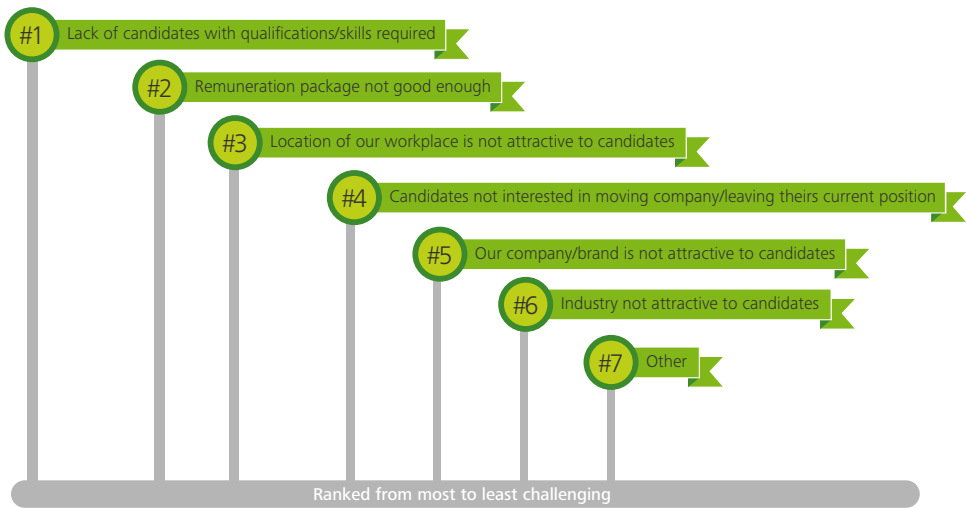 #1 Lack of candidates with qualifications/skills required
#2 Remuneration package not good enough
#3 Location of our workplace is not attractive to candidates
#4 Candidates not interested in moving company/leaving theirs current position
#5 Our company/brand is not attractive to candidates
#6 Industry not attractive to candidates
#7 Other
Ranked from most to least challenging